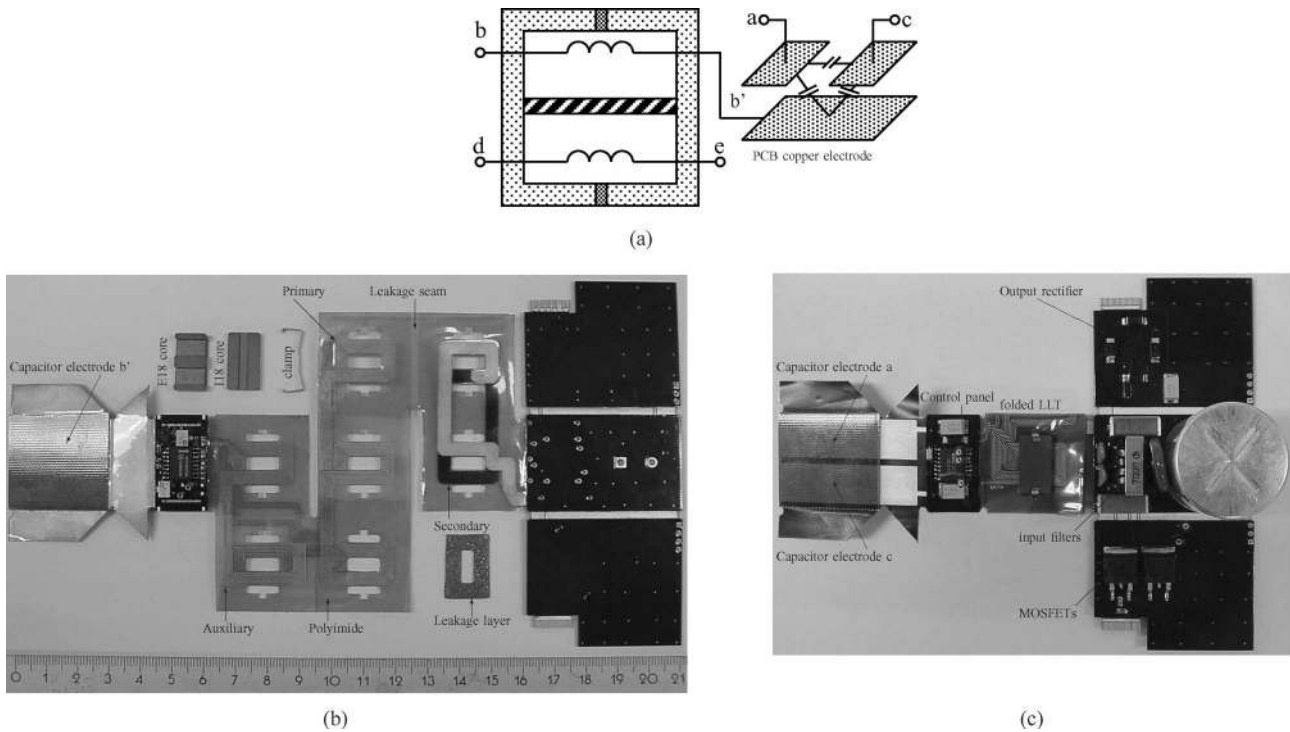 a
c
b
b'
d
e
PCB copper electrode
(a)
Primary
Leakage seam
Capacitor electrode b'
E18 core
I18 core
clamp
Secondary
Auxiliary
Polyimide
Leakage layer
0 1 2 3 4 5 6 7 8 9 10 11 12 13 14 15 16 17 18 19 20 21
(b)
Output rectifier
Capacitor electrode a
Control panel
folded LLT
Capacitor electrode c
input filters
MOSFETs
(c)